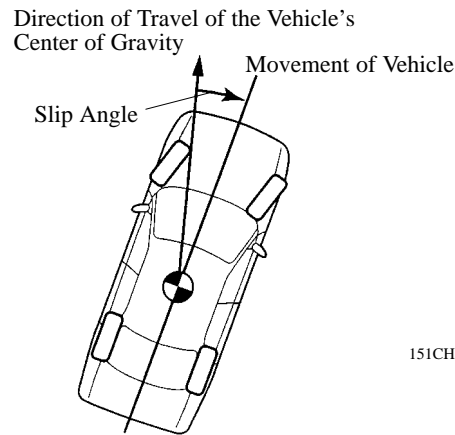 Direction of Travel of the Vehicle's
Center of Gravity
Movement of Vehicle
Slip Angle
151CH